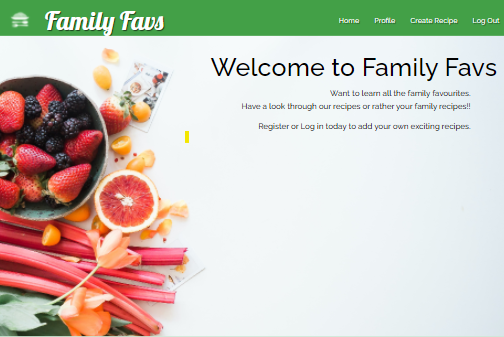 Family Favs
Home Profile Create Recipe Log Out
Welcome to Family Favs
Want to learn all the family favourites.
Have a look through our recipes or rather your family recipes!!
Register or Log in today to add your own exciting recipes.